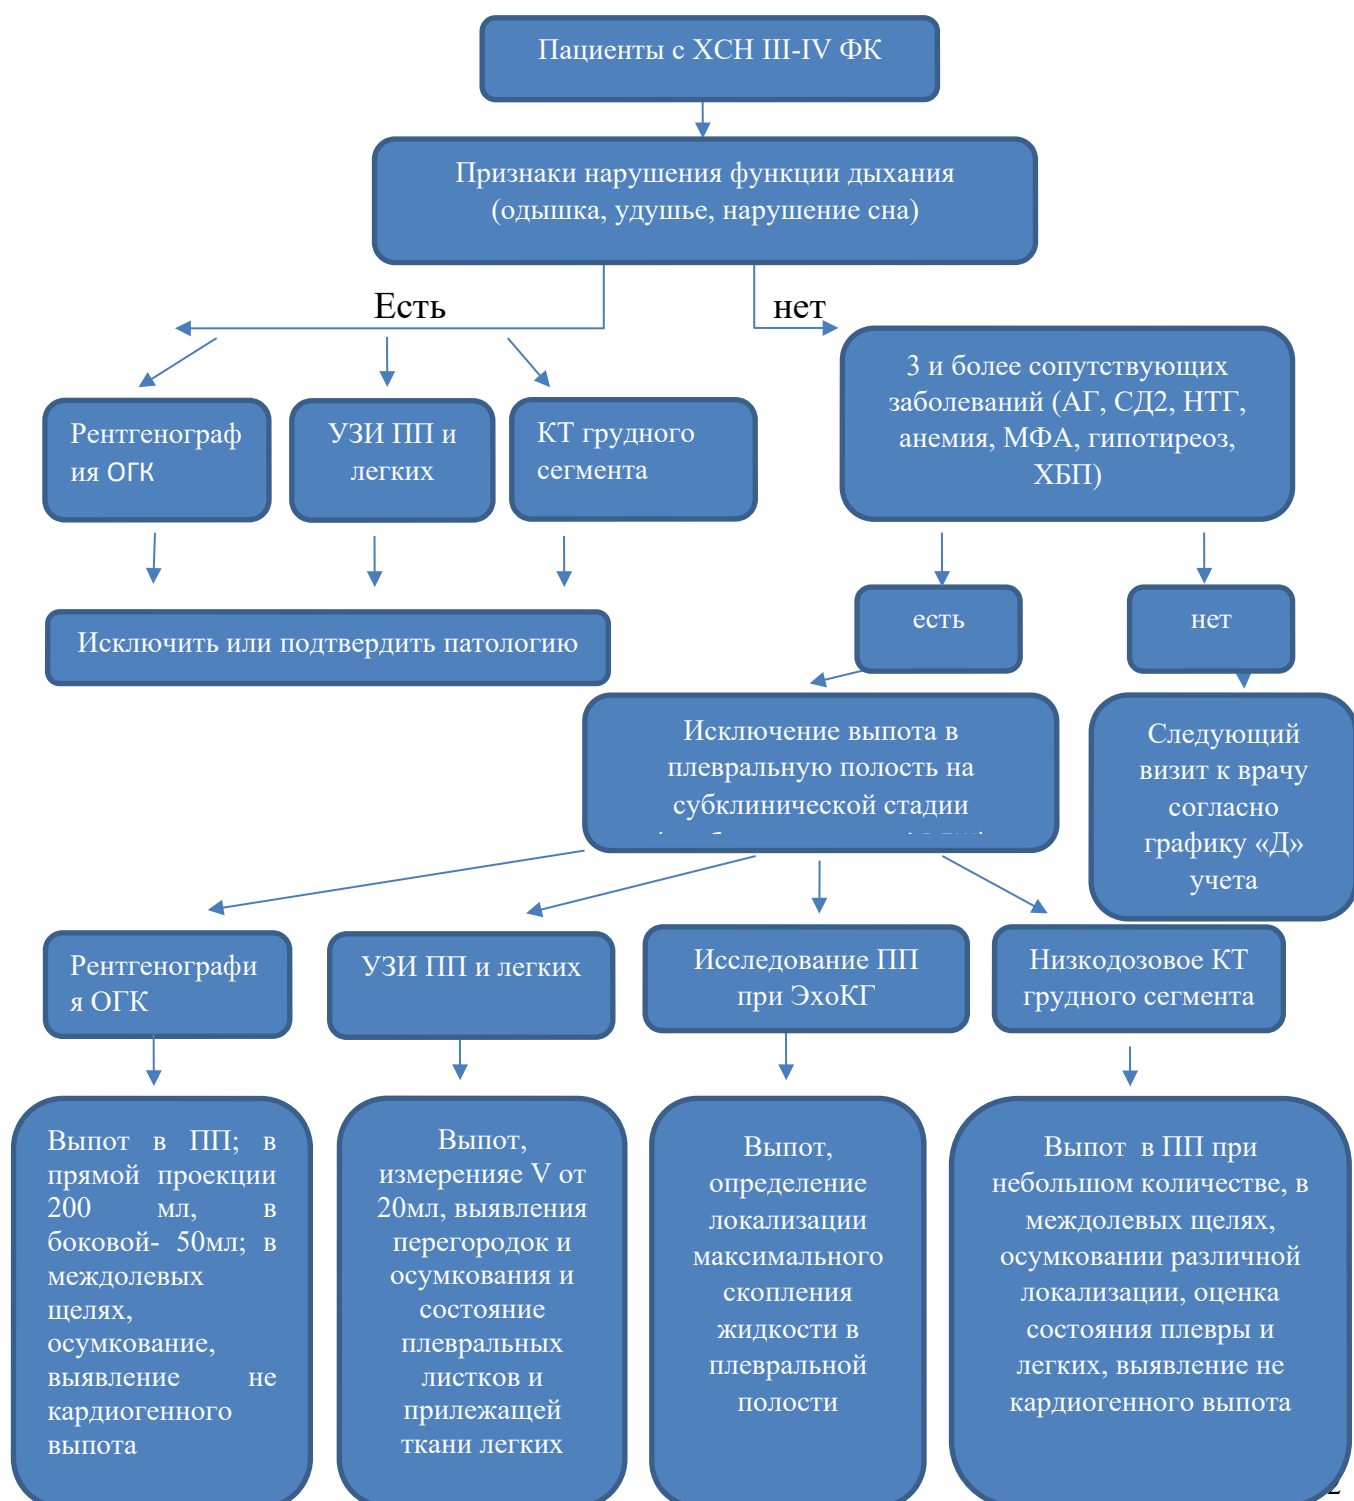 Пациенты с ХСН III-IV ФК
Признаки нарушения функции дыхания
(одышка, удушье, нарушение сна)
Есть
нет
Рентгенограф
ия ОГК
УЗИ ПП и
легких
КТ грудного
сегмента
3 и более сопутствующих
заболеваний (АГ, СД2, НТГ,
анемия, МФА, гипотиреоз,
ХБП)
Исключить или подтвердить патологию
есть
нет
Исключение выпота в
плевральную полость на
субклинической стадии
Следующий
визит к врачу
согласно
графику «Д»
учета
Рентгенографи
я ОГК
УЗИ ПП и легких
Исследование ПП
при ЭхоКГ
Низкодозовое КТ
грудного сегмента
Выпот в ПП; в
прямой проекции
200 мл, в
боковой- 50мл; в
междолевых
щелях,
осумкование,
выявление не
кардиогенного
выпота
Выпот,
измеренияе V от
20мл, выявления
перегородок и
осумкования и
состояние
плевральных
листков и
прилежащей
ткани легких
Выпот,
определение
локализации
максимального
скопления
жидкости в
плевральной
полости
Выпот в ПП при
небольшом количестве, в
междолевых щелях,
осумковании различной
локализации, оценка
состояния плевры и
легких, выявление не
кардиогенного выпота